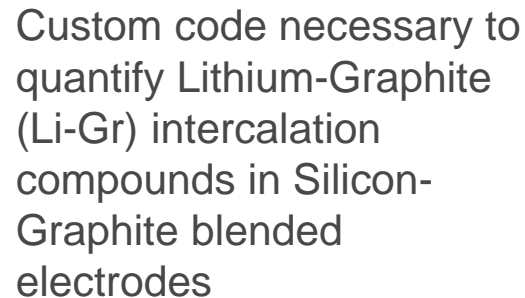 Custom code necessary to
quantify Lithium-Graphite
(Li-Gr) intercalation
compounds in Silicon-
Graphite blended
electrodes